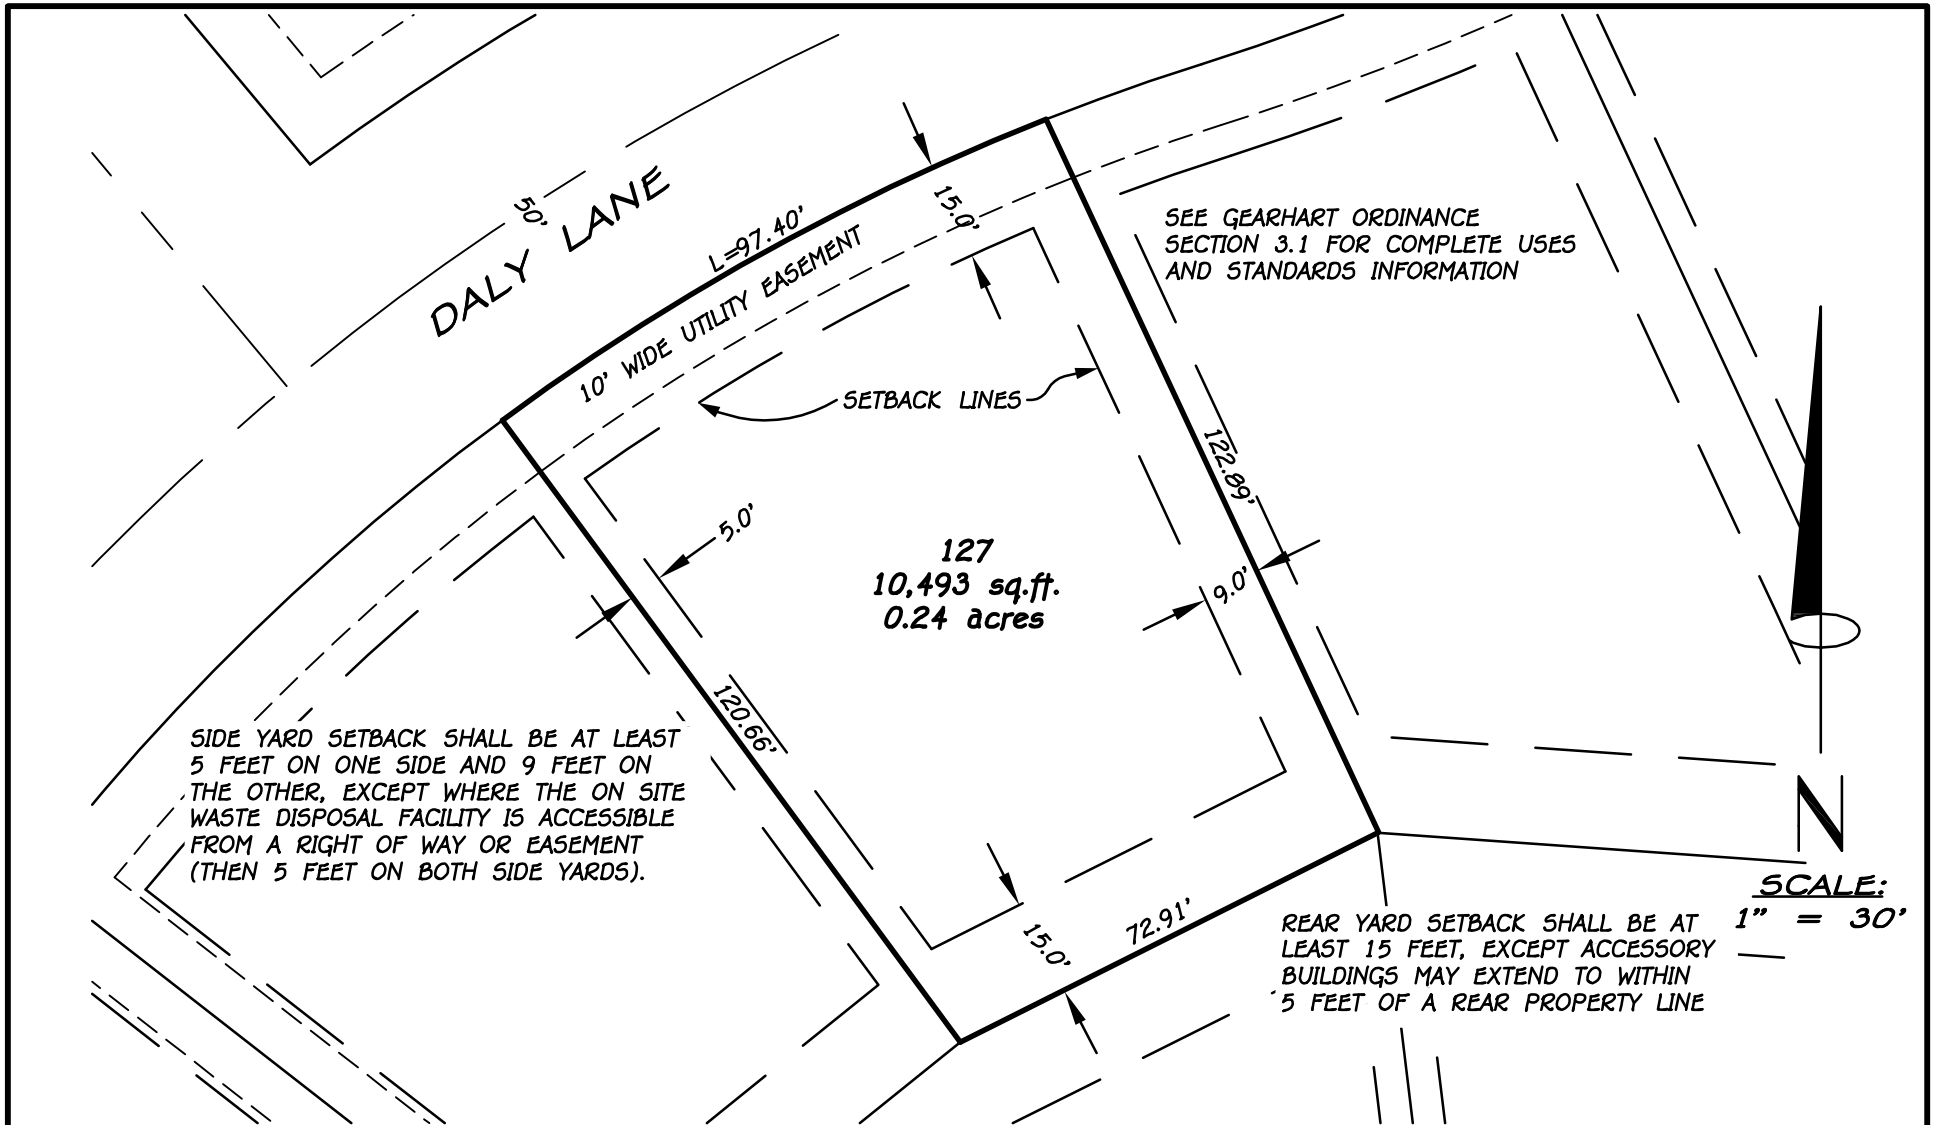 50'
DALY LANE
L=97.40'
10' WIDE UTILITY EASEMENT
15.0'
SEE GEARHART ORDINANCE
SECTION 3.1 FOR COMPLETE USES
AND STANDARDS INFORMATION
SETBACK LINES
122.89'
5.0'
127
10,493 sq.ft.
0.24 acres
9.0'
120.66'
SIDE YARD SETBACK SHALL BE AT LEAST
5 FEET ON ONE SIDE AND 9 FEET ON
THE OTHER, EXCEPT WHERE THE ON SITE
WASTE DISPOSAL FACILITY IS ACCESSIBLE
FROM A RIGHT OF WAY OR EASEMENT
(THEN 5 FEET ON BOTH SIDE YARDS).
15.0'
72.91'
N
SCALE:
1" = 30'
REAR YARD SETBACK SHALL BE AT
LEAST 15 FEET, EXCEPT ACCESSORY
BUILDINGS MAY EXTEND TO WITHIN
5 FEET OF A REAR PROPERTY LINE